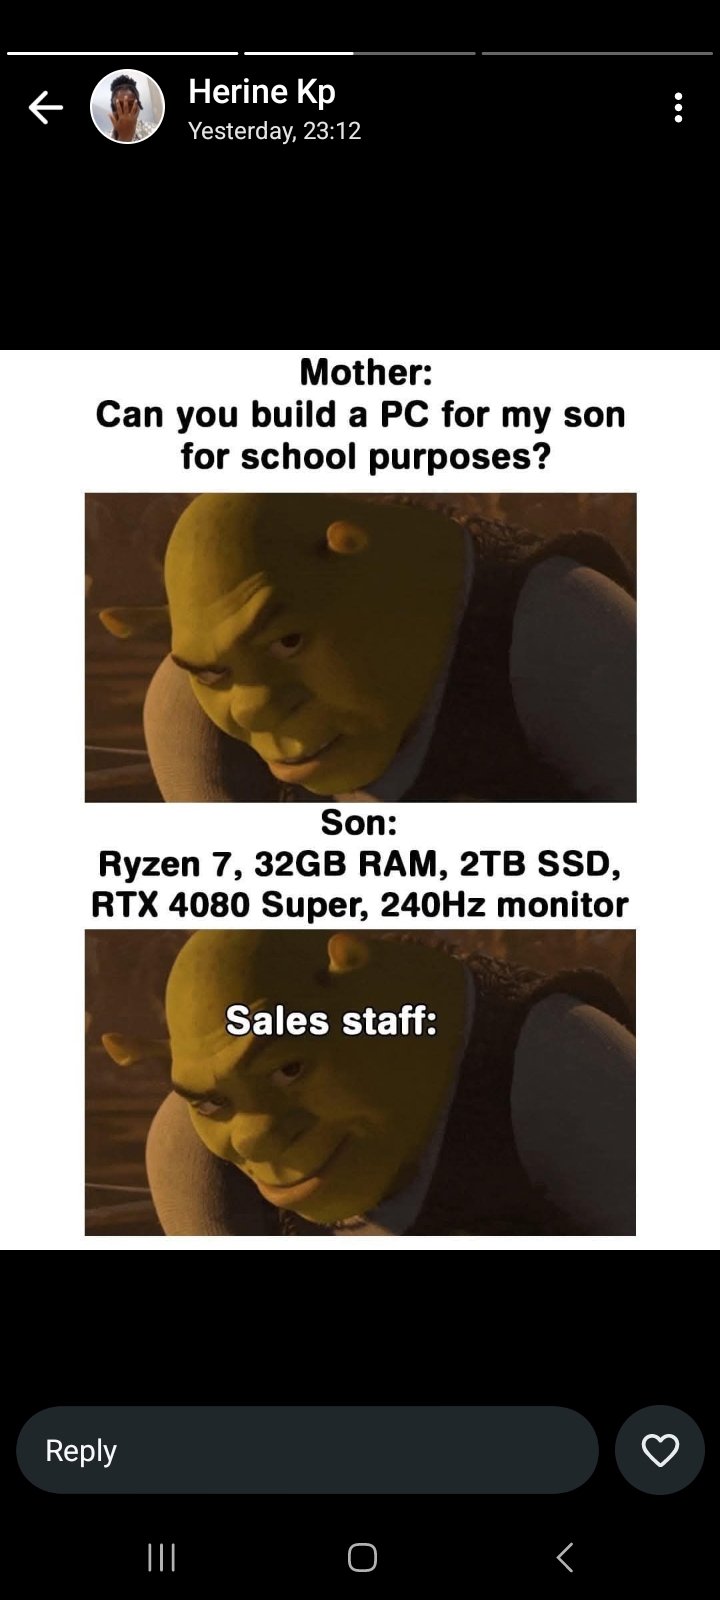 Herine Kp
Yesterday, 23:12
Mother:
Can you build a PC for my son
for school purposes?
Son:
Ryzen 7, 32GB RAM, 2TB SSD,
RTX 4080 Super, 240Hz monitor
Sales staff:
Reply